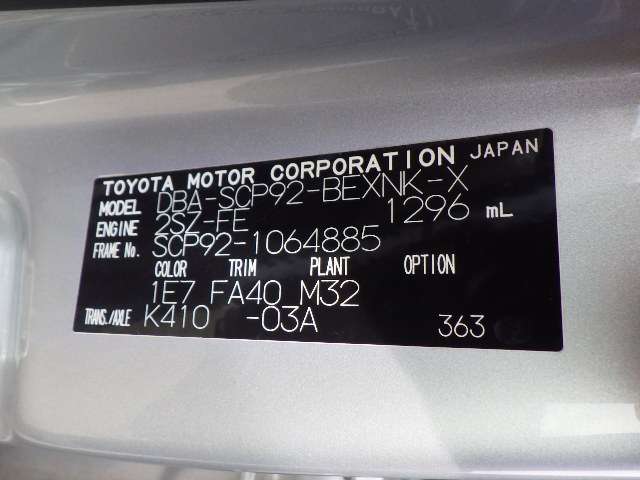 TOYOTA MOTOR CORPORATION JAPAN
MODEL DBA-SCP92-BEXNK-X
ENGINE 2SZ-FE 1296 mL
FRAME No. SCP92-1064885
COLOR TRIM PLANT OPTION
1E7 FA40 M32
TRANS./AXLE K410 -03A 363